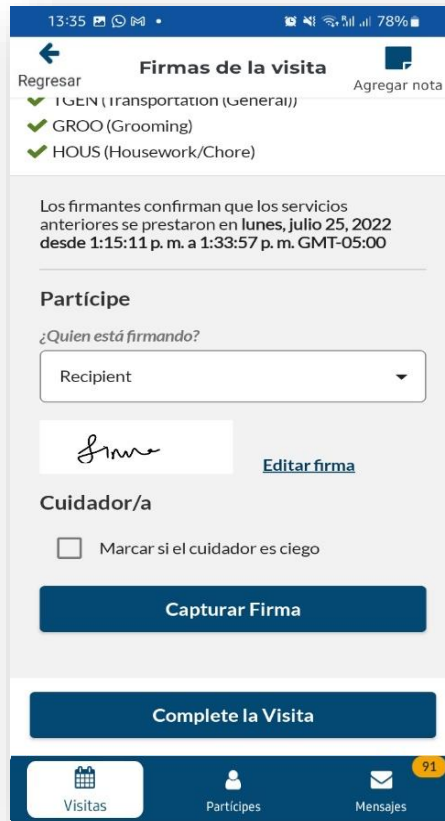 13:35 78%
Regresar Firmas de la visita Agregar nota
TGEN (Transportation (General))
GROO (Grooming)
HOUS (Housework/Chore)
Los firmantes confirman que los servicios
anteriores se prestaron en lunes, julio 25, 2022
desde 1:15:11 p. m. a 1:33:57 p. m. GMT-05:00
Partícipe
¿Quien está firmando?
Recipient
Editar firma
Cuidador/a
Marcar si el cuidador es ciego
Capturar Firma
Complete la Visita
91
Visitas Partícipes Mensajes